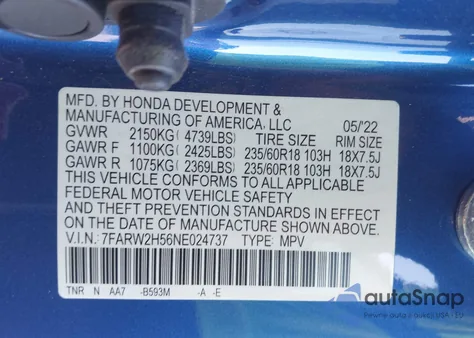 MFD. BY HONDA DEVELOPMENT &
MANUFACTURING OF AMERICA, LLC 05/'22
GVWR 2150KG( 4739LBS) TIRE SIZE RIM SIZE
GAWR F 1100KG( 2425LBS) 235/60R18 103H 18X7.5J
GAWR R 1075KG( 2369LBS) 235/60R18 103H 18X7.5J
THIS VEHICLE CONFORMS TO ALL APPLICABLE
FEDERAL MOTOR VEHICLE SAFETY
AND THEFT PREVENTION STANDARDS IN EFFECT
ON THE DATE OF MANUFACTURE SHOWN ABOVE.
V.I.N.: 7FARW2H56NE024737 TYPE: MPV
TNR N AA7 -B593M -A -E
autoSnap